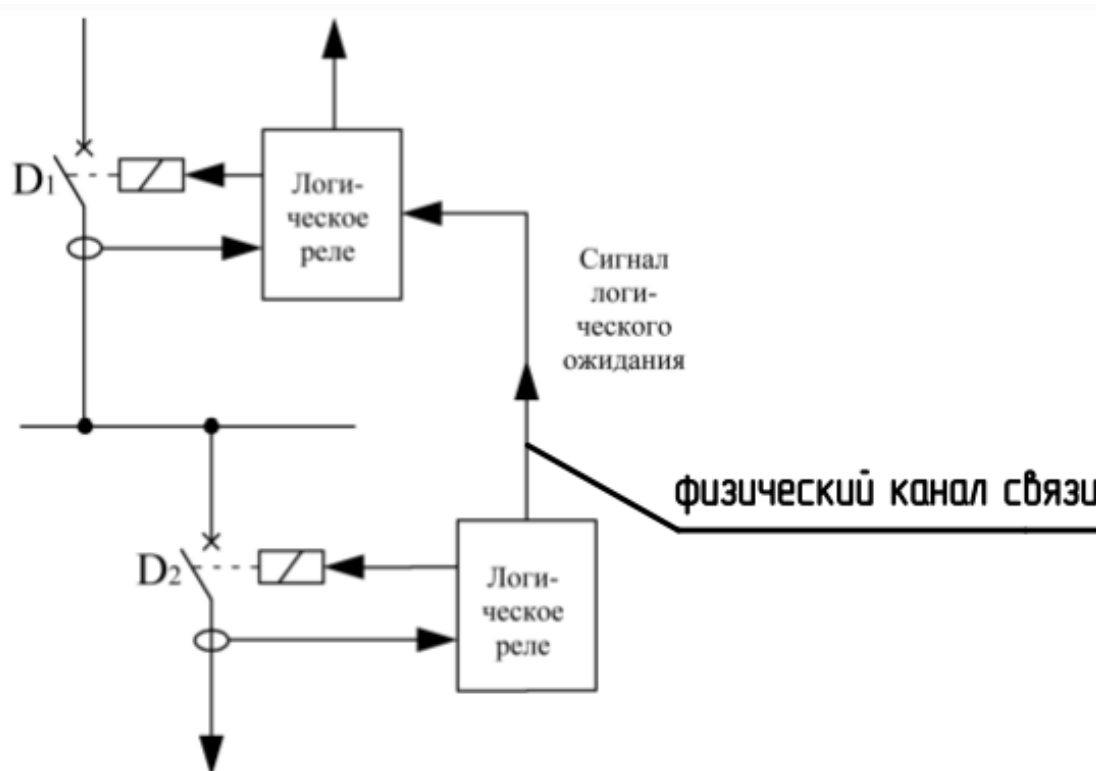 D1
Логи-
ческое
реле
Сигнал
логи-
ческого
ожидания
физический канал связи
D2
Логи-
ческое
реле